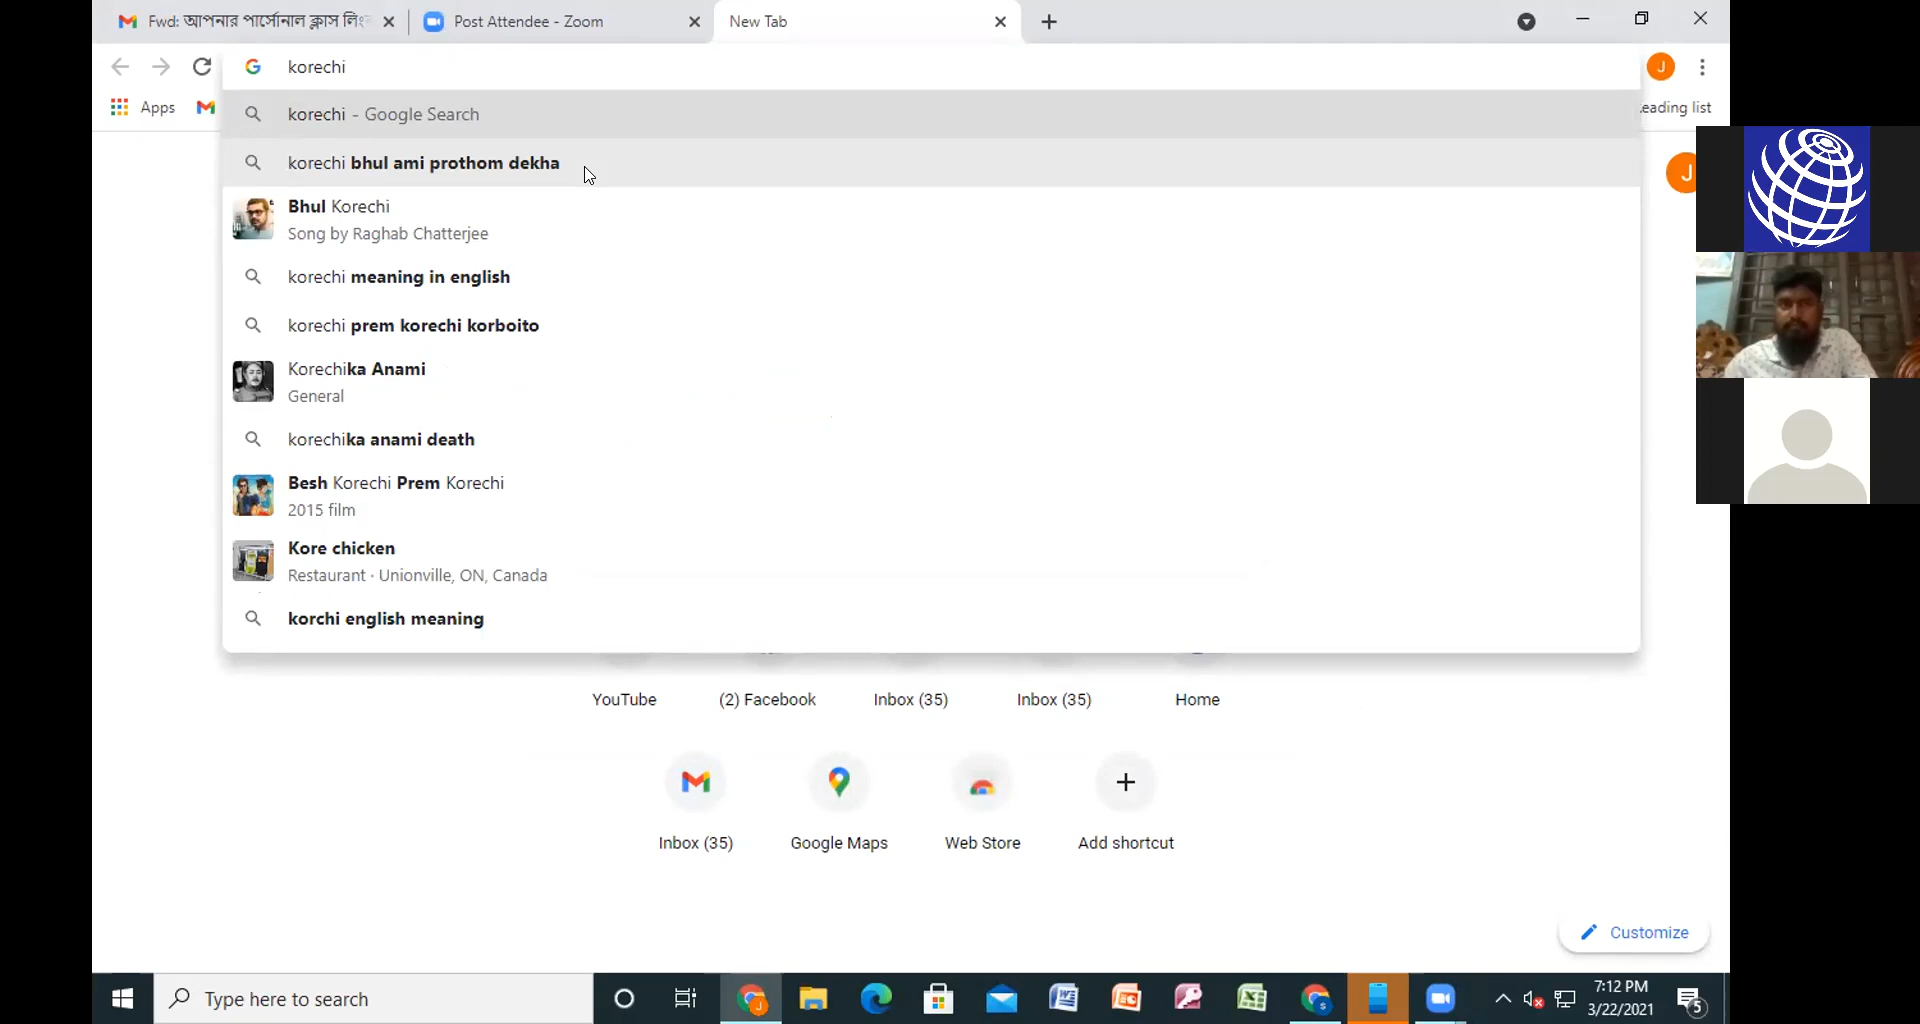 Fwd: আপনার পার্সোনাল ক্লাস লিংক
Post Attendee - Zoom
New Tab
korechi
J
Apps
eading list
korechi - Google Search
korechi bhul ami prothom dekha
J
Bhul Korechi
Song by Raghab Chatterjee
korechi meaning in english
korechi prem korechi korboito
Korechika Anami
General
korechika anami death
Besh Korechi Prem Korechi
2015 film
Kore chicken
Restaurant · Unionville, ON, Canada
korchi english meaning
YouTube
(2) Facebook
Inbox (35)
Inbox (35)
Home
Inbox (35)
Google Maps
Web Store
Add shortcut
Customize
Type here to search
7:12 PM
3/22/2021
5